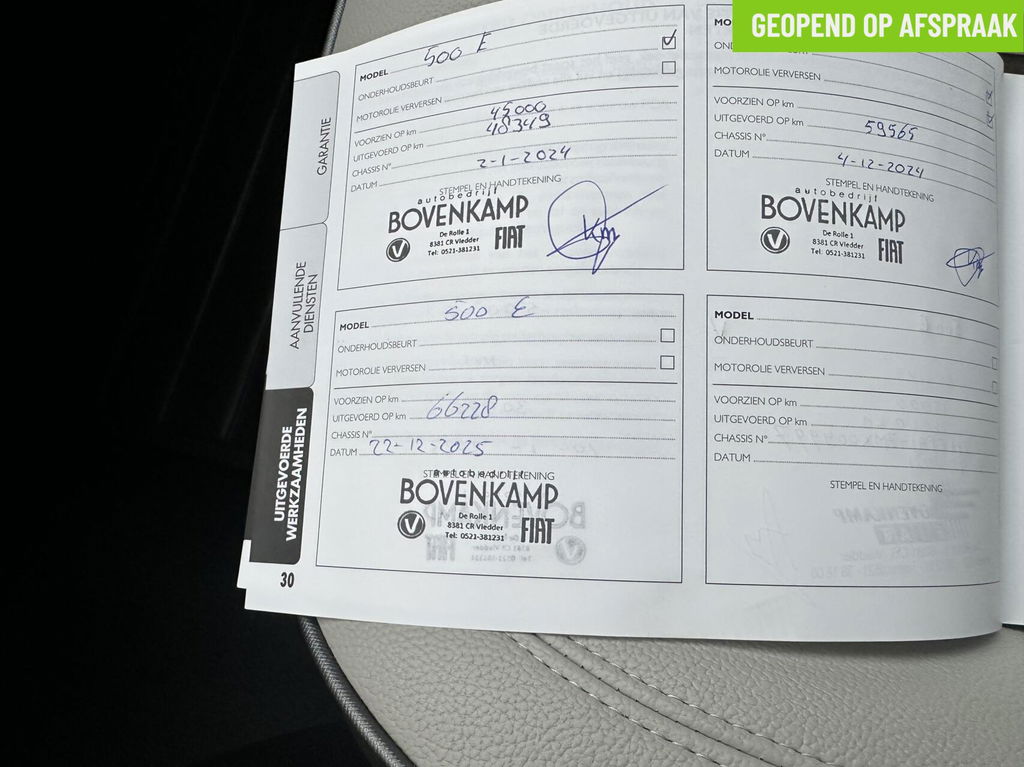 GEOPEND OP AFSPRAAK
GARANTIE
AANVULLENDE
DIENSTEN
UITGEVOERDE
WERKZAAMHEDEN
30
MODEL 500 E
ONDERHOUDSBEURT
MOTOROLIE VERVERSEN
VOORZIEN OP km 45000
UITGEVOERD OP km 48349
CHASSIS N°
DATUM 2-1-2024
STEMPEL EN HANDTEKENING
autobedrijf
BOVENKAMP
De Rolle 1
8381 CR Vledder
Tel: 0521-381231
FIAT
MOTOROLIE VERVERSEN
VOORZIEN OP km
UITGEVOERD OP km 59565
CHASSIS N°
DATUM 4-12-2024
STEMPEL EN HANDTEKENING
autobedrijf
BOVENKAMP
De Rolle 1
8381 CR Vledder
Tel: 0521-381231
FIAT
MODEL 500 E
ONDERHOUDSBEURT
MOTOROLIE VERVERSEN
VOORZIEN OP km
UITGEVOERD OP km 66228
CHASSIS N°
DATUM 22-12-2025
STEMPEL EN HANDTEKENING
autobedrijf
BOVENKAMP
De Rolle 1
8381 CR Vledder
Tel: 0521-381231
FIAT
MODEL
ONDERHOUDSBEURT
MOTOROLIE VERVERSEN
VOORZIEN OP km
UITGEVOERD OP km
CHASSIS N°
DATUM
STEMPEL EN HANDTEKENING